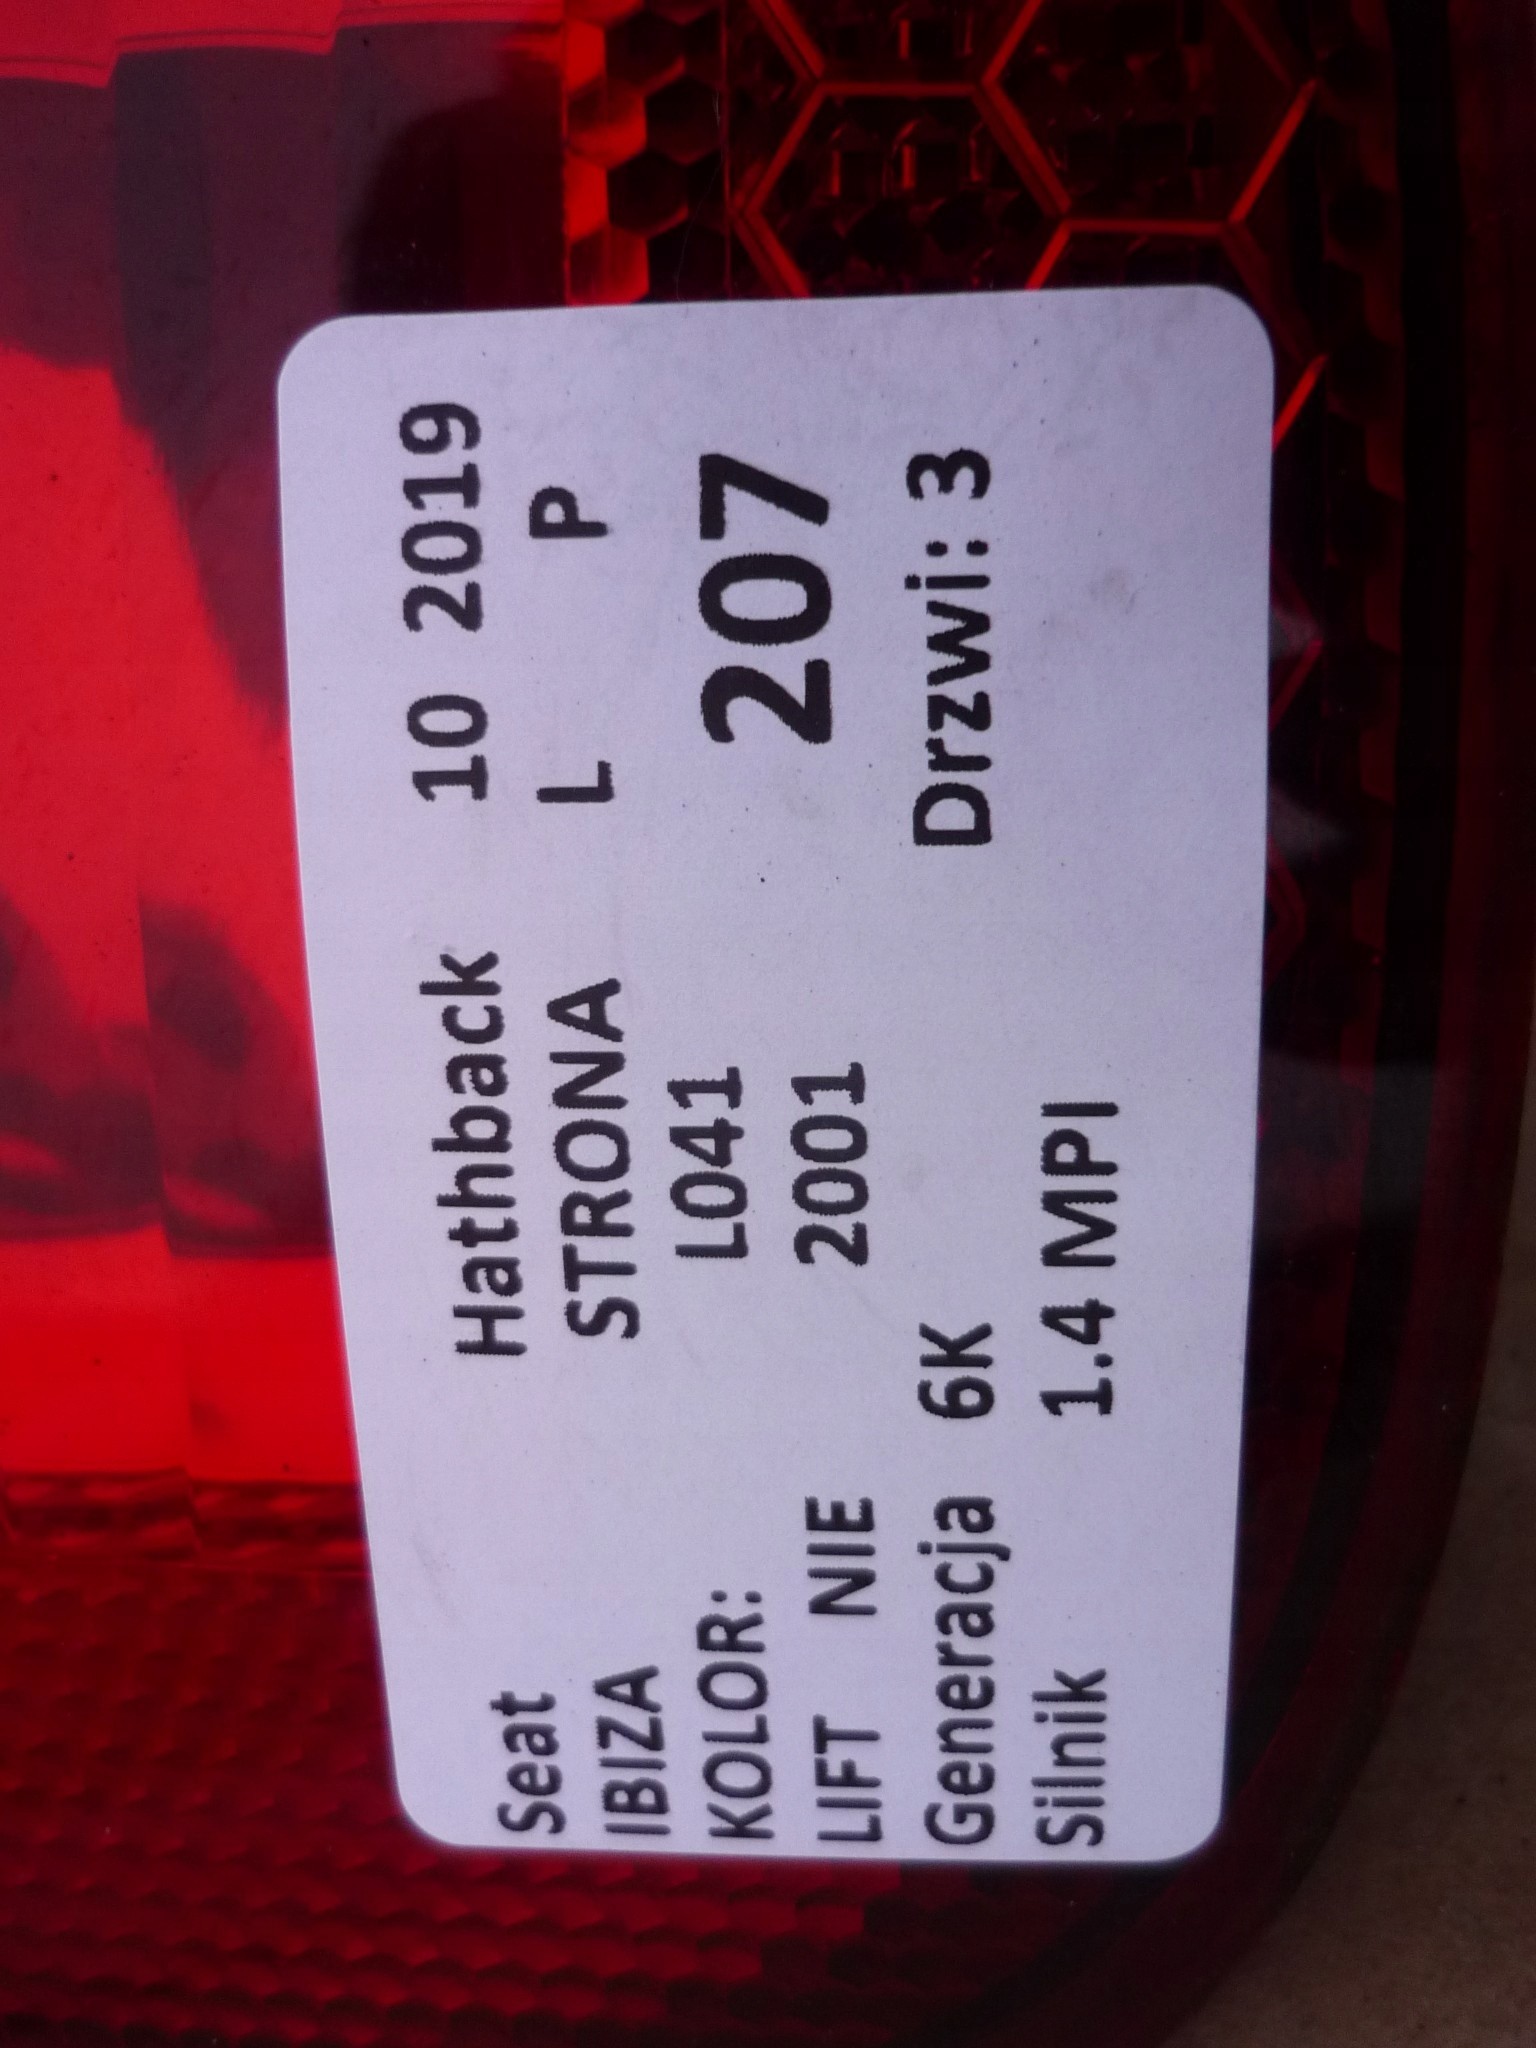 Seat Hathback 10 2019
IBIZA STRONA L P
KOLOR: L041 207
LIFT NIE 2001
Generacja 6K Drzwi: 3
Silnik 1.4 MPI